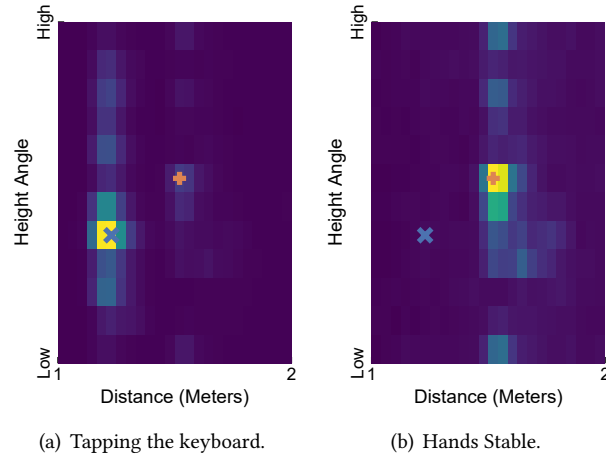 High
Height Angle
Low
1
2
Distance (Meters)
(a) Tapping the keyboard.
High
Height Angle
Low
1
2
Distance (Meters)
(b) Hands Stable.